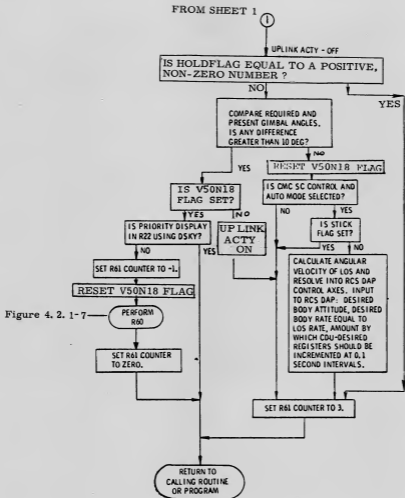 FROM SHEET 1
1
UPLINK ACTY - OFF
IS HOLDFLAG EQUAL TO A POSITIVE,
NON-ZERO NUMBER ?
NO
YES
COMPARE REQUIRED AND
PRESENT GIMBAL ANGLES.
IS ANY DIFFERENCE
GREATER THAN 10 DEG?
YES
NO
RESET V50N18 FLAG
IS V50N18
FLAG SET?
IS CMC SC CONTROL AND
AUTO MODE SELECTED?
YES
NO
NO
YES
IS PRIORITY DISPLAY
IN R22 USING DSKY?
UP LINK
ACTY
ON
IS STICK
FLAG SET?
NO
YES
YES
NO
SET R61 COUNTER TO -1.
CALCULATE ANGULAR
VELOCITY OF LOS AND
RESOLVE INTO RCS DAP
CONTROL AXES. INPUT
TO RCS DAP: DESIRED
BODY ATTITUDE, DESIRED
BODY RATE EQUAL TO
LOS RATE, AMOUNT BY
WHICH CDU-DESIRED
REGISTERS SHOULD BE
INCREMENTED AT 0.1
SECOND INTERVALS.
RESET V50N18 FLAG
Figure 4. 2. 1-7
PERFORM
R60
SET R61 COUNTER
TO ZERO.
SET R61 COUNTER TO 3.
RETURN TO
CALLING ROUTINE
OR PROGRAM